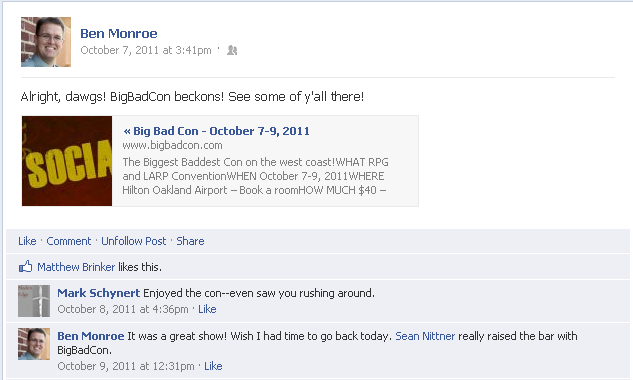 Ben Monroe
October 7, 2011 at 3:41pm ·
Alright, dawgs! BigBadCon beckons! See some of y'all there!
SOCIA
« Big Bad Con - October 7-9, 2011
www.bigbadcon.com
The Biggest Baddest Con on the west coast!WHAT RPG
and LARP ConventionWHEN October 7-9, 2011WHERE
Hilton Oakland Airport – Book a roomHOW MUCH $40 –
Like · Comment · Unfollow Post · Share
Matthew Brinker likes this.
Mark Schynert Enjoyed the con--even saw you rushing around.
October 8, 2011 at 4:36pm · Like
Ben Monroe It was a great show! Wish I had time to go back today. Sean Nittner really raised the bar with
BigBadCon.
October 9, 2011 at 12:31pm · Like